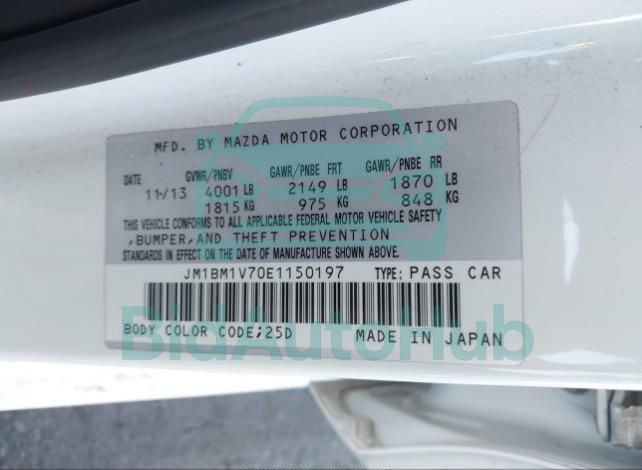 MFD. BY MAZDA MOTOR CORPORATION
DATE GVWR/PNBV GAWR/PNBE FRT GAWR/PNBE RR
11/13 4001 LB 2149 LB 1870 LB
1815 KG 975 KG 848 KG
THIS VEHICLE CONFORMS TO ALL APPLICABLE FEDERAL MOTOR VEHICLE SAFETY
,BUMPER,AND THEFT PREVENTION
STANDARDS IN EFFECT ON THE DATE OF MANUFACTURE SHOWN ABOVE.
JM1BM1V70E1150197 TYPE: PASS CAR
BODY COLOR CODE;25D MADE IN JAPAN
BidAutoHub